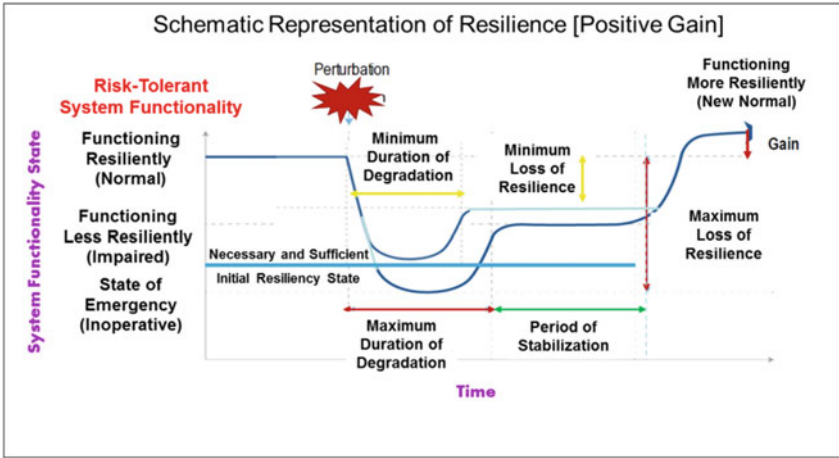 Schematic Representation of Resilience [Positive Gain]
Risk-Tolerant
System Functionality
Perturbation
Functioning
More Resiliently
(New Normal)
Gain
Functioning
Resiliently
(Normal)
Minimum
Duration of
Degradation
Minimum
Loss of
Resilience
Functioning
Less Resiliently
(Impaired)
Maximum
Loss of
Resilience
Necessary and Sufficient
Initial Resiliency State
State of
Emergency
(Inoperative)
Maximum
Duration of
Degradation
Period of
Stabilization
System Functionality State
Time